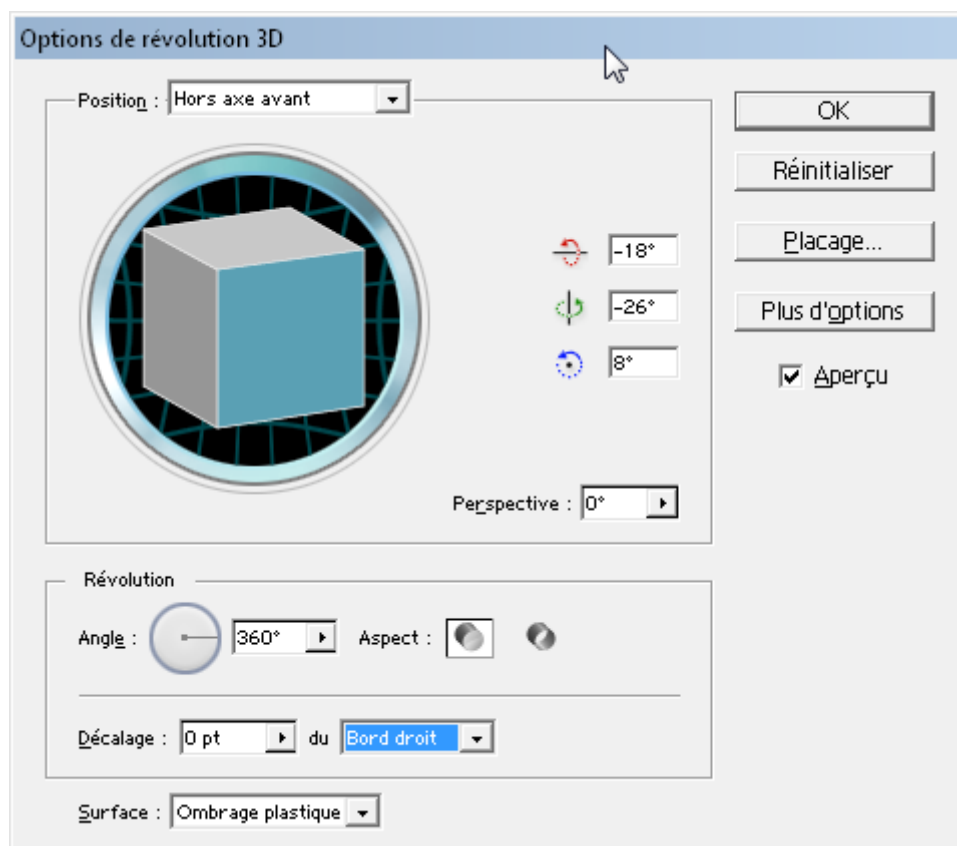 Options de révolution 3D
Position : Hors axe avant
OK
Réinitialiser
Placage...
Plus d'options
Aperçu
-18°
-26°
8°
Perspective : 0°
Révolution
Angle : 360° Aspect :
Décalage : 0 pt du Bord droit
Surface : Ombrage plastique